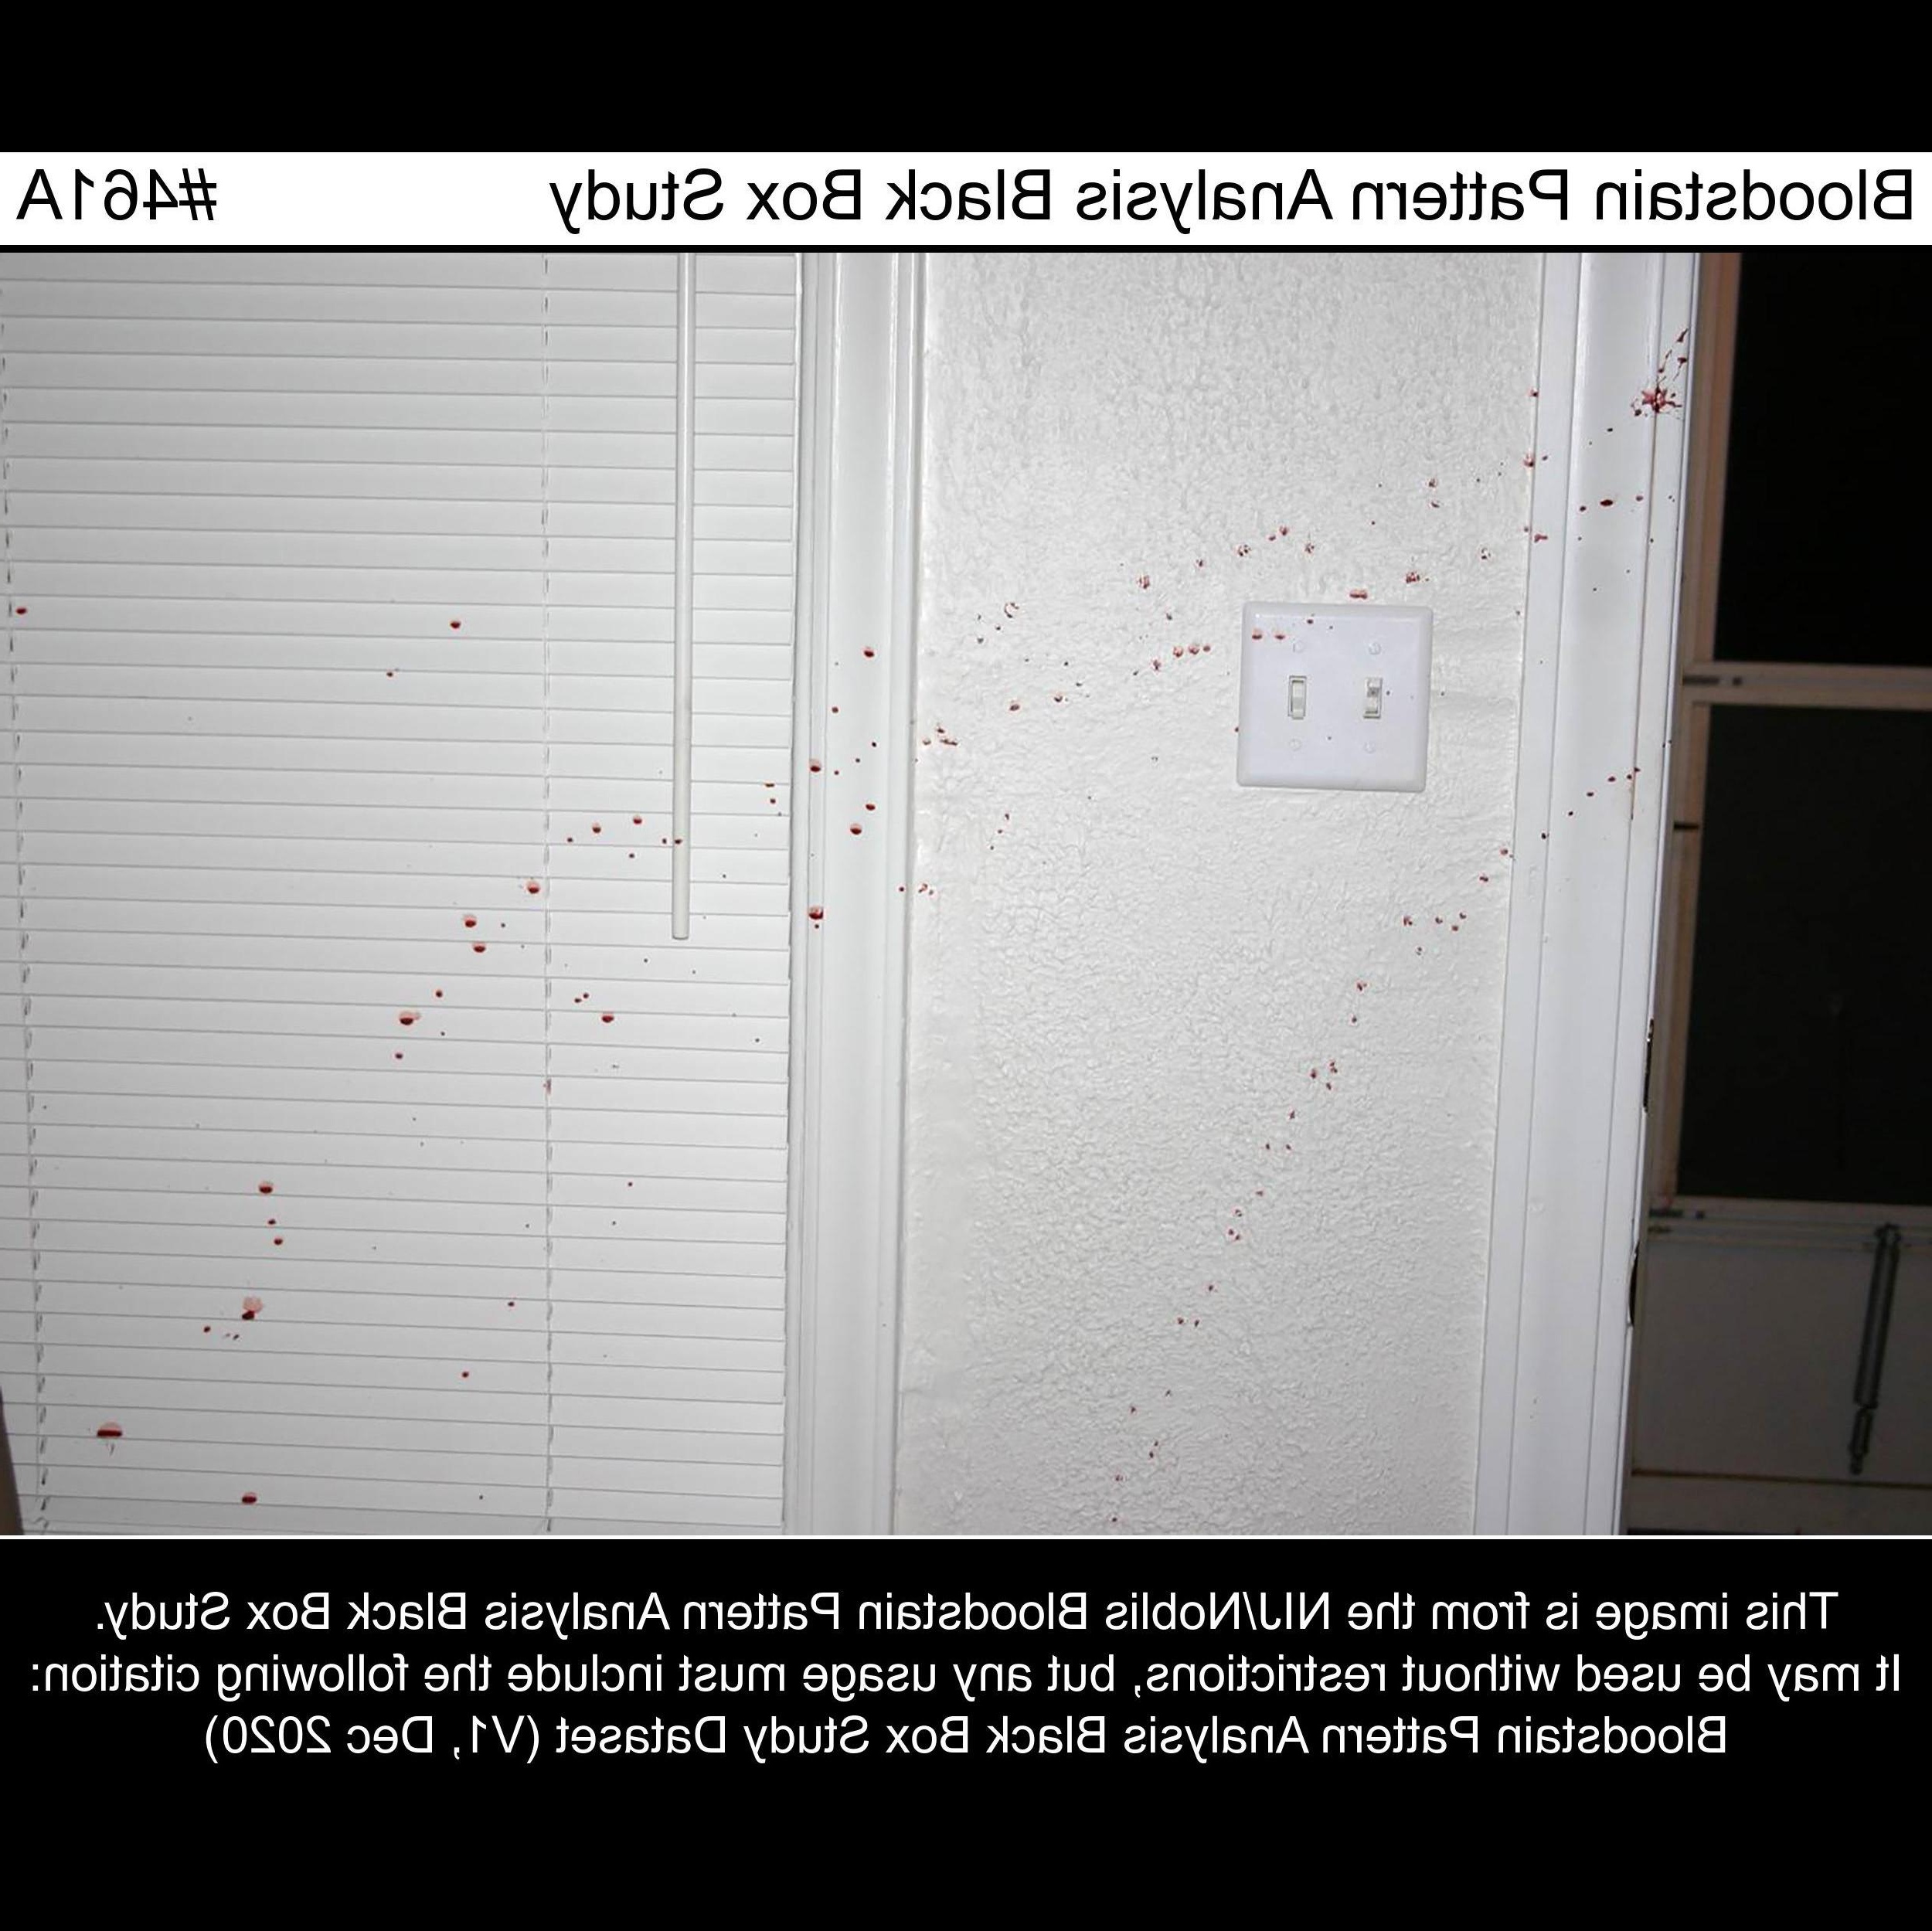 Bloodstain Pattern Analysis Black Box Study #461A
This image is from the NIJ/Noblis Bloodstain Pattern Analysis Black Box Study.
It may be used without restrictions, but any usage must include the following citation:
Bloodstain Pattern Analysis Black Box Study Dataset (V1, Dec 2020)